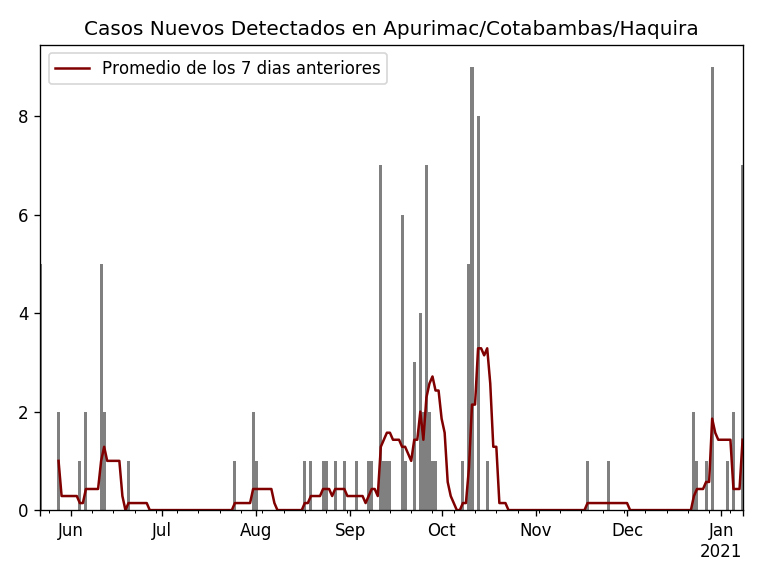 Casos Nuevos Detectados en Apurimac/Cotabambas/Haquira
Promedio de los 7 dias anteriores
8
6
4
2
0
Jun Jul Aug Sep Oct Nov Dec Jan
2021